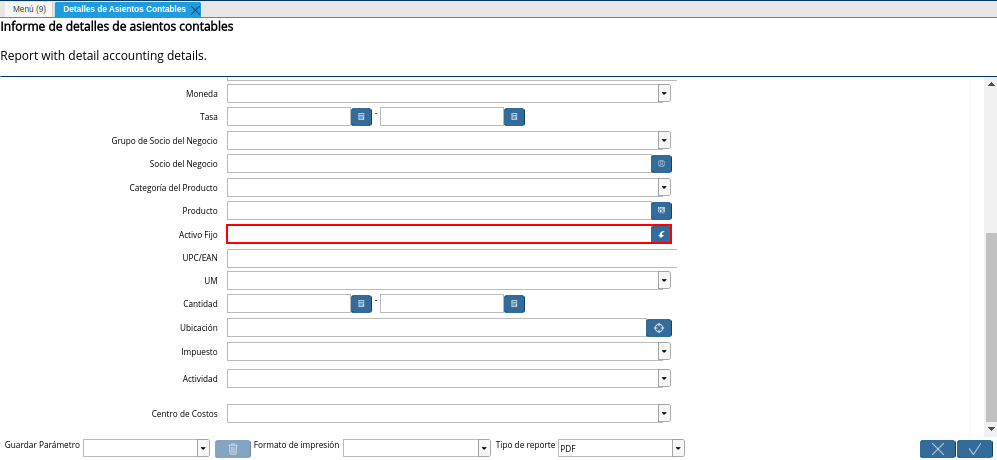 Menú (9) Detalles de Asientos Contables
Informe de detalles de asientos contables
Report with detail accounting details.
Moneda
Tasa -
Grupo de Socio del Negocio
Socio del Negocio
Categoría del Producto
Producto
Activo Fijo
UPC/EAN
UM
Cantidad -
Ubicación
Impuesto
Actividad
Centro de Costos
Guardar Parámetro Formato de impresión Tipo de reporte PDF